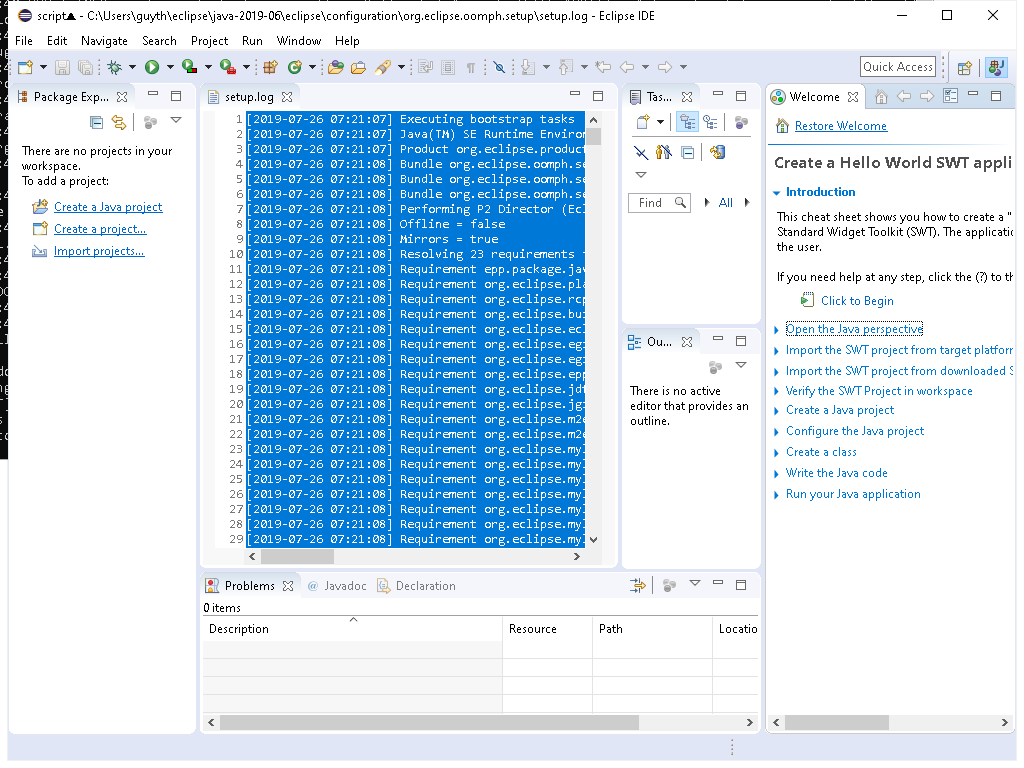 script▲ - C:\Users\guyth\eclipse\java-2019-06\eclipse\configuration\org.eclipse.oomph.setup\setup.log - Eclipse IDE
File Edit Navigate Search Project Run Window Help
Quick Access
Package Exp...
There are no projects in your
workspace.
To add a project:
Create a Java project
Create a project...
Import projects...
setup.log
1 [2019-07-26 07:21:07] Executing bootstrap tasks
2 [2019-07-26 07:21:07] Java(TM) SE Runtime Environ
3 [2019-07-26 07:21:07] Product org.eclipse.product
4 [2019-07-26 07:21:08] Bundle org.eclipse.oomph.se
5 [2019-07-26 07:21:08] Bundle org.eclipse.oomph.se
6 [2019-07-26 07:21:08] Bundle org.eclipse.oomph.se
7 [2019-07-26 07:21:08] Performing P2 Director (Ecl
8 [2019-07-26 07:21:08] Offline = false
9 [2019-07-26 07:21:08] Mirrors = true
10 [2019-07-26 07:21:08] Resolving 23 requirements
11 [2019-07-26 07:21:08] Requirement epp.package.jav
12 [2019-07-26 07:21:08] Requirement org.eclipse.pla
13 [2019-07-26 07:21:08] Requirement org.eclipse.rcp
14 [2019-07-26 07:21:08] Requirement org.eclipse.bui
15 [2019-07-26 07:21:08] Requirement org.eclipse.ecl
16 [2019-07-26 07:21:08] Requirement org.eclipse.egi
17 [2019-07-26 07:21:08] Requirement org.eclipse.egi
18 [2019-07-26 07:21:08] Requirement org.eclipse.epp
19 [2019-07-26 07:21:08] Requirement org.eclipse.jdt
20 [2019-07-26 07:21:08] Requirement org.eclipse.jgi
21 [2019-07-26 07:21:08] Requirement org.eclipse.m2e
22 [2019-07-26 07:21:08] Requirement org.eclipse.m2e
23 [2019-07-26 07:21:08] Requirement org.eclipse.myl
24 [2019-07-26 07:21:08] Requirement org.eclipse.myl
25 [2019-07-26 07:21:08] Requirement org.eclipse.myl
26 [2019-07-26 07:21:08] Requirement org.eclipse.myl
27 [2019-07-26 07:21:08] Requirement org.eclipse.myl
28 [2019-07-26 07:21:08] Requirement org.eclipse.myl
29 [2019-07-26 07:21:08] Requirement org.eclipse.myl
Tas...
Find
All
Ou...
There is no active
editor that provides an
outline.
Welcome
Restore Welcome
Create a Hello World SWT appli
Introduction
This cheat sheet shows you how to create a "
Standard Widget Toolkit (SWT). The applicatio
the user.
If you need help at any step, click the (?) to th
Click to Begin
Open the Java perspective
Import the SWT project from target platform
Import the SWT project from downloaded S
Verify the SWT Project in workspace
Create a Java project
Configure the Java project
Create a class
Write the Java code
Run your Java application
Problems @ Javadoc Declaration
0 items
Description Resource Path Locatio